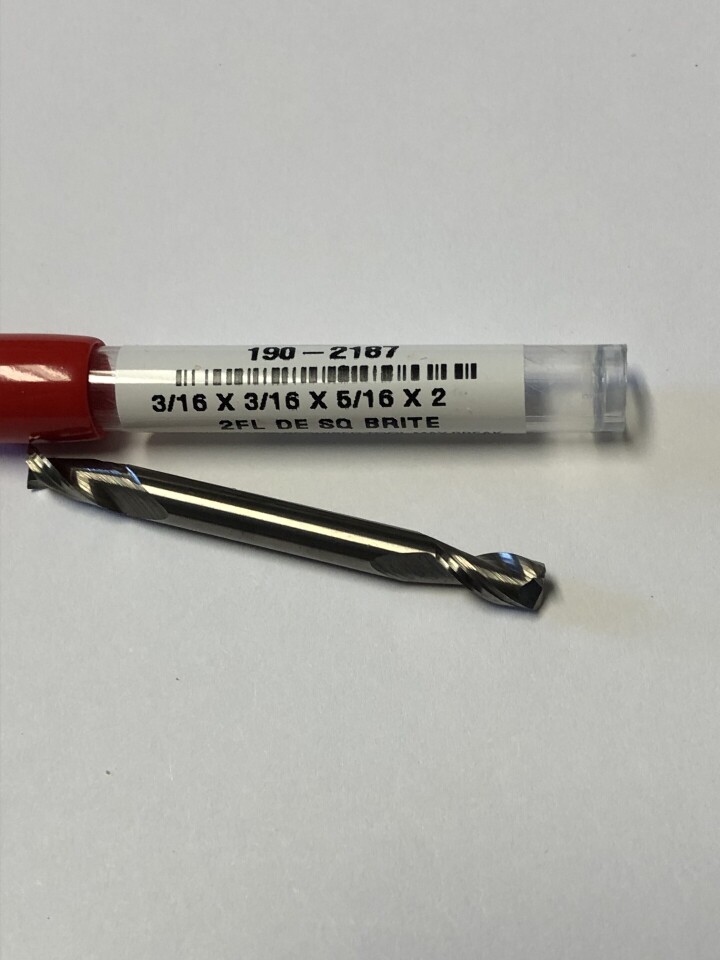 190-2187
3/16 X 3/16 X 5/16 X 2
2FL DE SQ BRITE